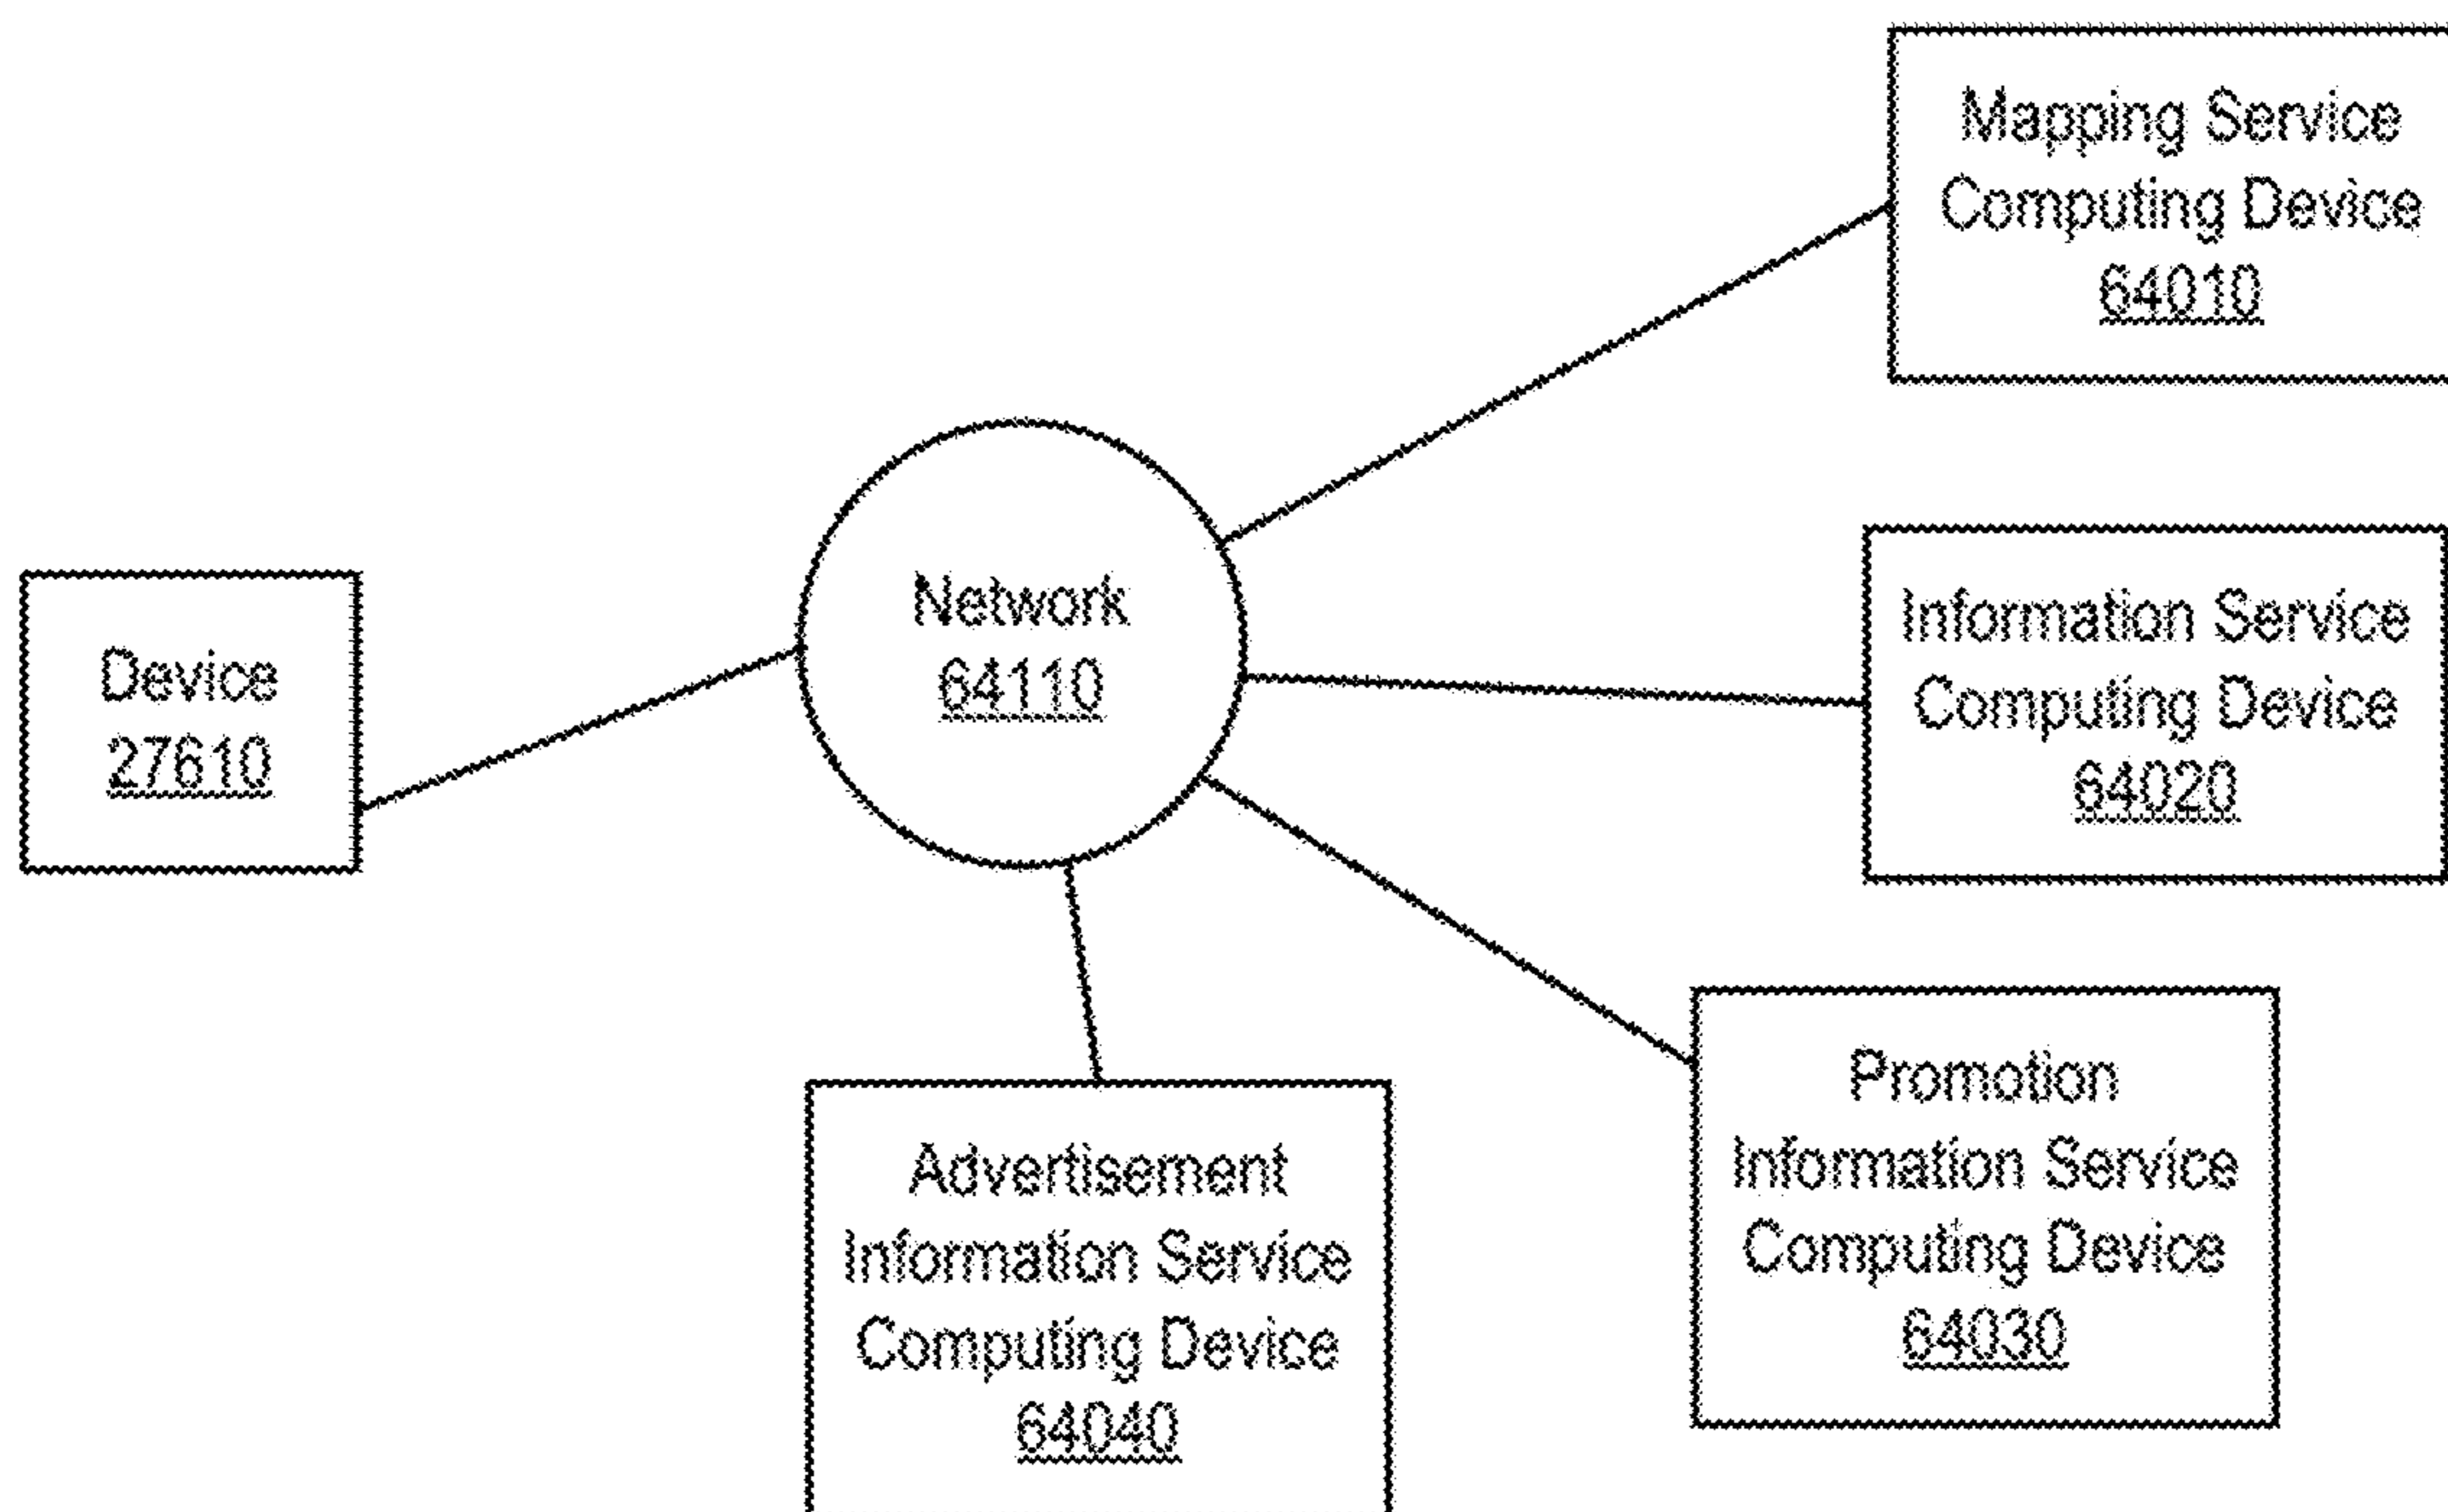 Mapping Service
Computing Device
64010
Network
64110
Information Service
Computing Device
64020
Device
27610
Promotion
Information Service
Computing Device
64030
Advertisement
Information Service
Computing Device
64040